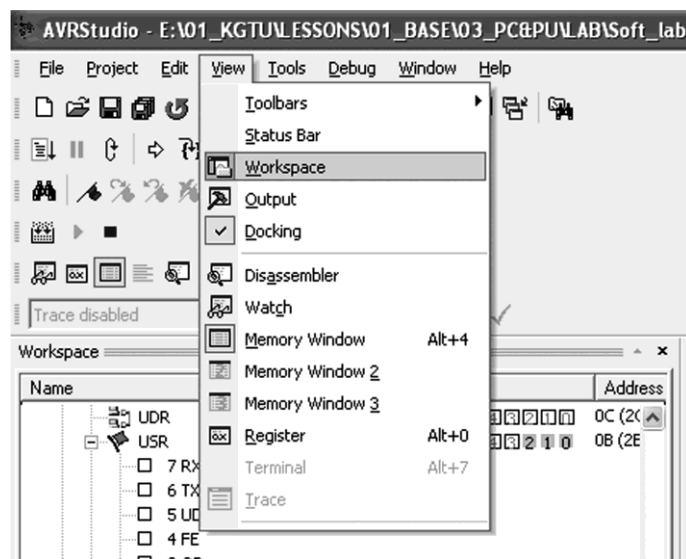 AVRStudio - E:\01_KGTU\LESSONS\01_BASE\03_PC&PU\LAB\Soft_lab
File Project Edit View Tools Debug Window Help
Toolbars
Status Bar
Workspace
Output
Docking
Disassembler
Watch
Memory Window Alt+4
Memory Window 2
Memory Window 3
Register Alt+0
Terminal Alt+7
Trace
Trace disabled
Workspace
Name Address
UDR 0C (2C
USR 2 1 0 0B (2B
7 RX
6 TX
5 UD
4 FE